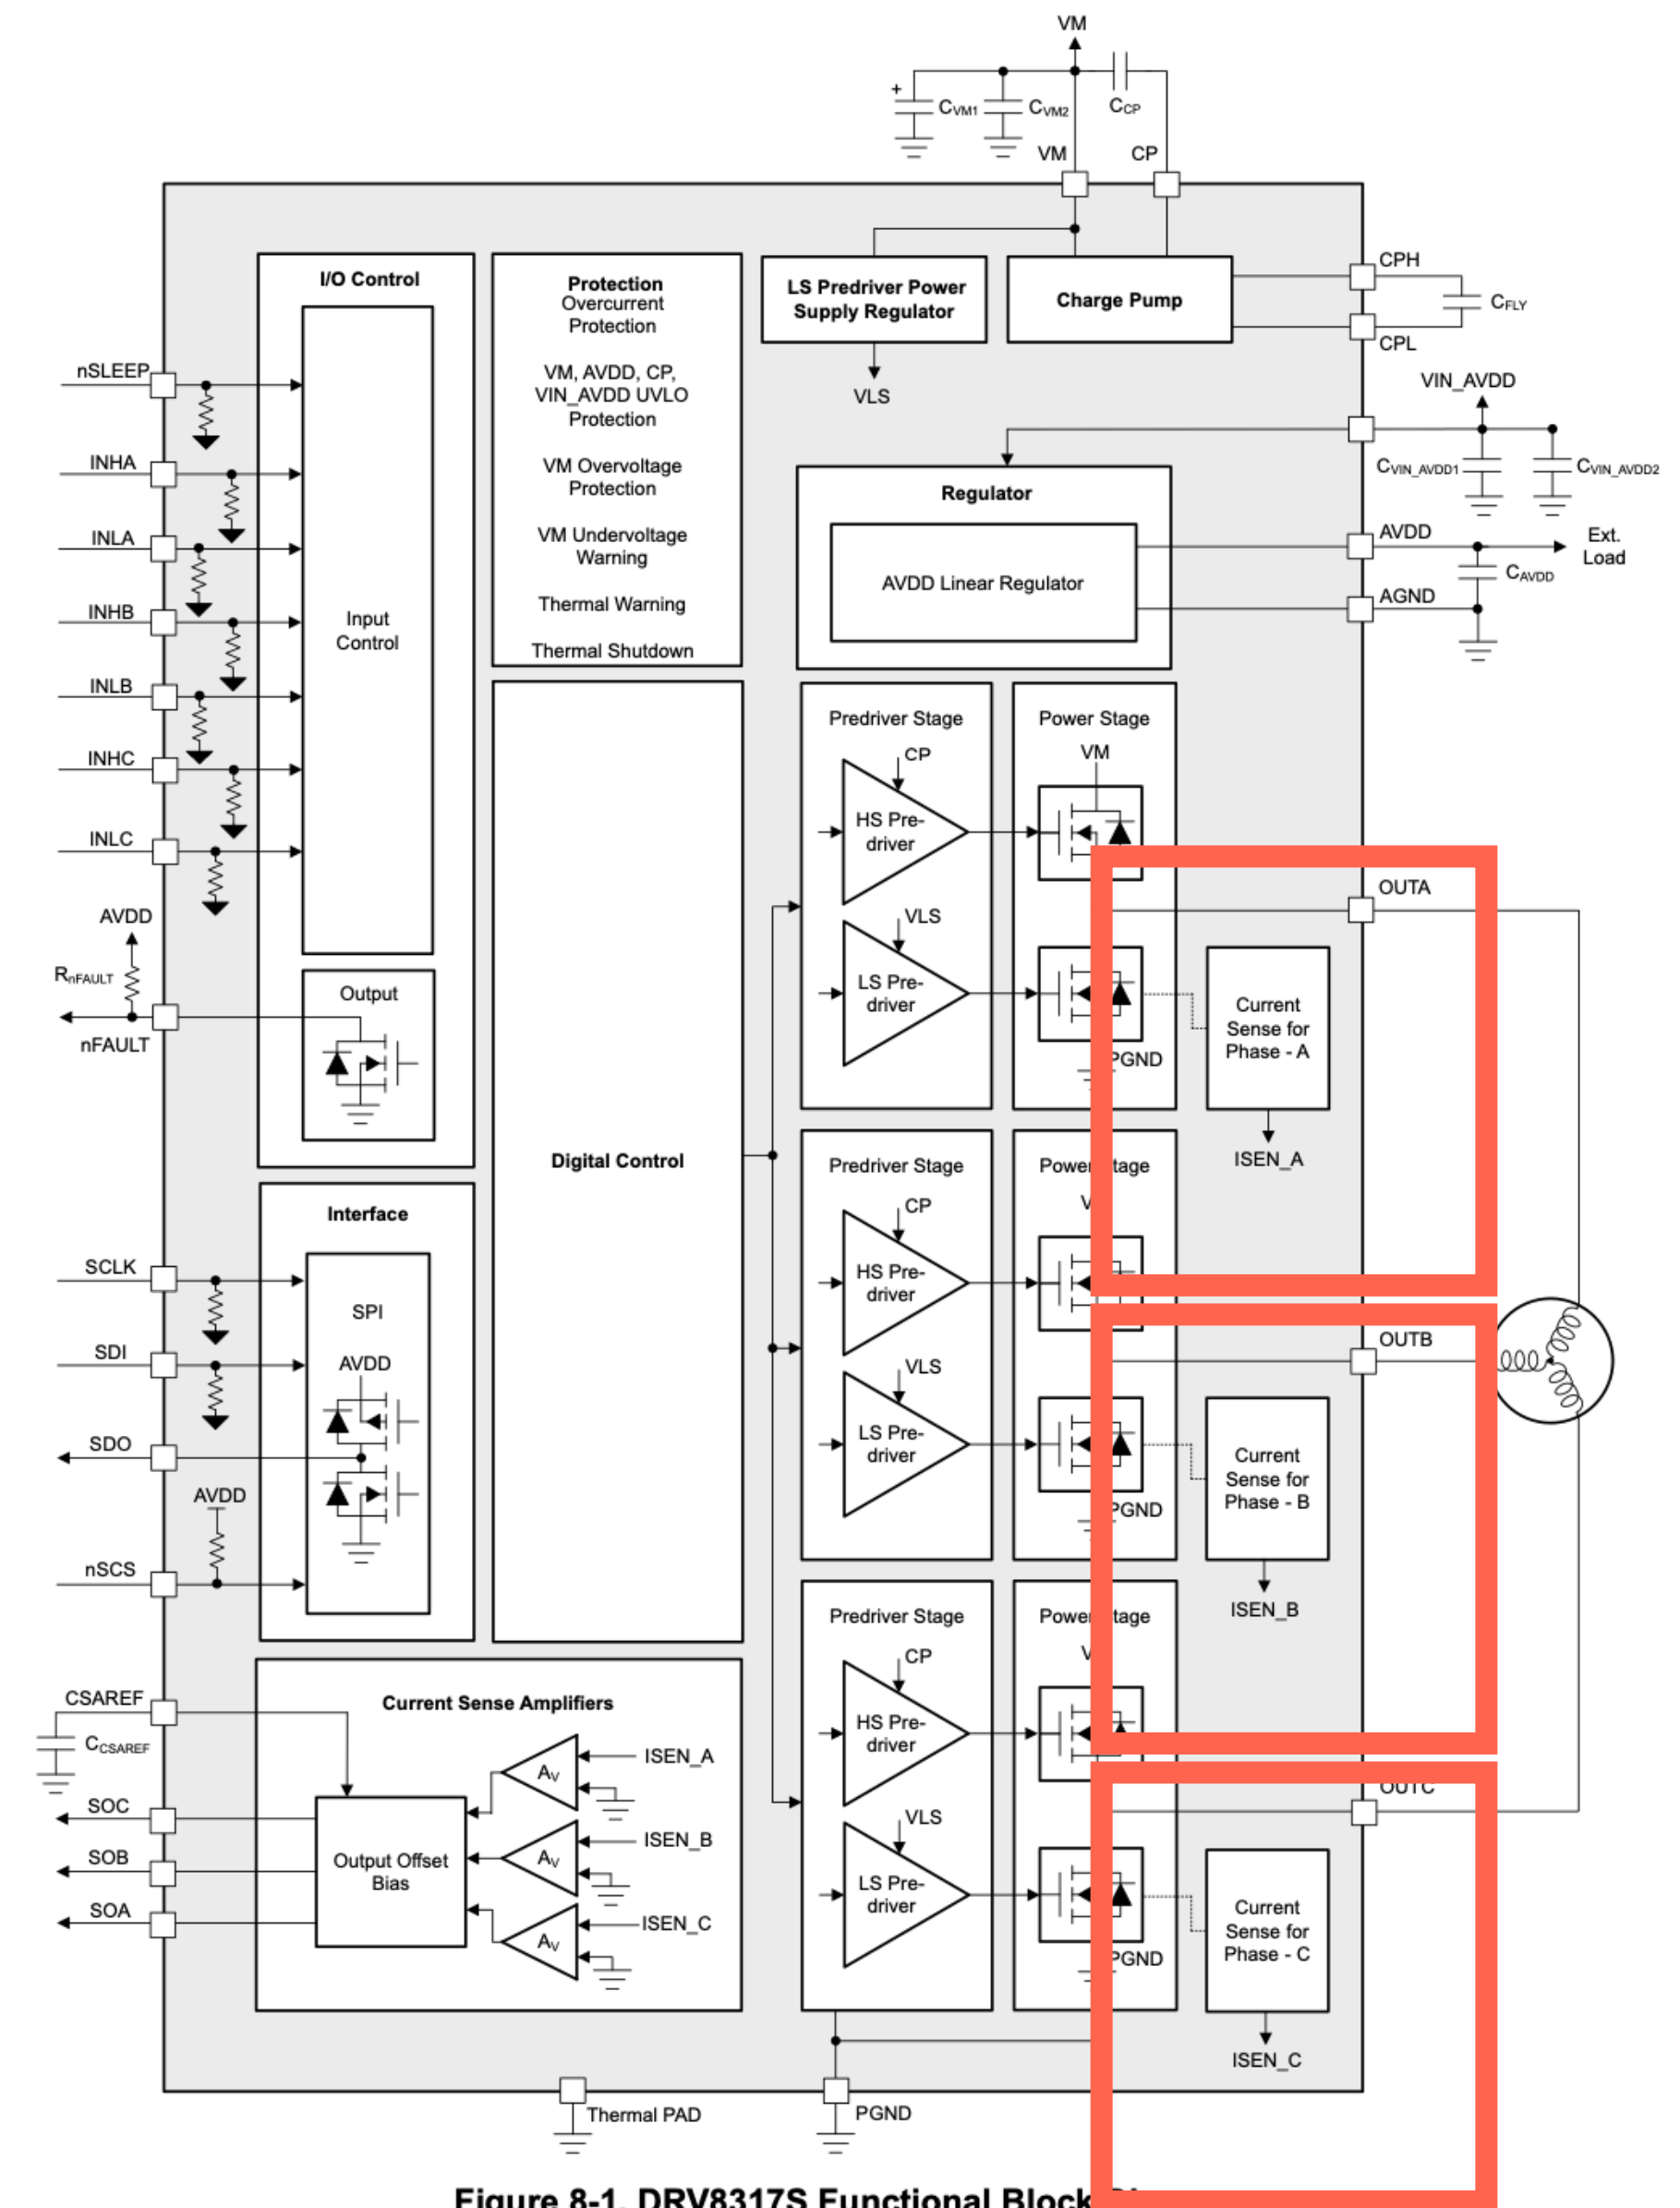 VM
+
CVM1
CVM2
CCP
VM
CP
I/O Control
Protection
Overcurrent
Protection
VM, AVDD, CP,
VIN_AVDD UVLO
Protection
VM Overvoltage
Protection
VM Undervoltage
Warning
Thermal Warning
Thermal Shutdown
LS Predriver Power
Supply Regulator
VLS
Charge Pump
CPH
CFLY
CPL
VIN_AVDD
CVIN_AVDD1
CVIN_AVDD2
Regulator
AVDD Linear Regulator
AVDD
Ext.
Load
CAVDD
AGND
nSLEEP
INHA
INLA
INHB
INLB
INHC
INLC
Input
Control
AVDD
RnFAULT
nFAULT
Output
Digital Control
Predriver Stage
CP
HS Pre-
driver
VLS
LS Pre-
driver
Power Stage
VM
PGND
OUTA
Current
Sense for
Phase - A
ISEN_A
Predriver Stage
CP
HS Pre-
driver
VLS
LS Pre-
driver
Power Stage
PGND
OUTB
Current
Sense for
Phase - B
ISEN_B
Predriver Stage
CP
HS Pre-
driver
VLS
LS Pre-
driver
Power Stage
PGND
OUTC
Current
Sense for
Phase - C
ISEN_C
Interface
SPI
AVDD
SCLK
SDI
SDO
AVDD
nSCS
Current Sense Amplifiers
CSAREF
CCSAREF
SOC
SOB
SOA
Output Offset
Bias
AV
ISEN_A
AV
ISEN_B
AV
ISEN_C
Thermal PAD
PGND
Figure 8-1. DRV8317S Functional Block